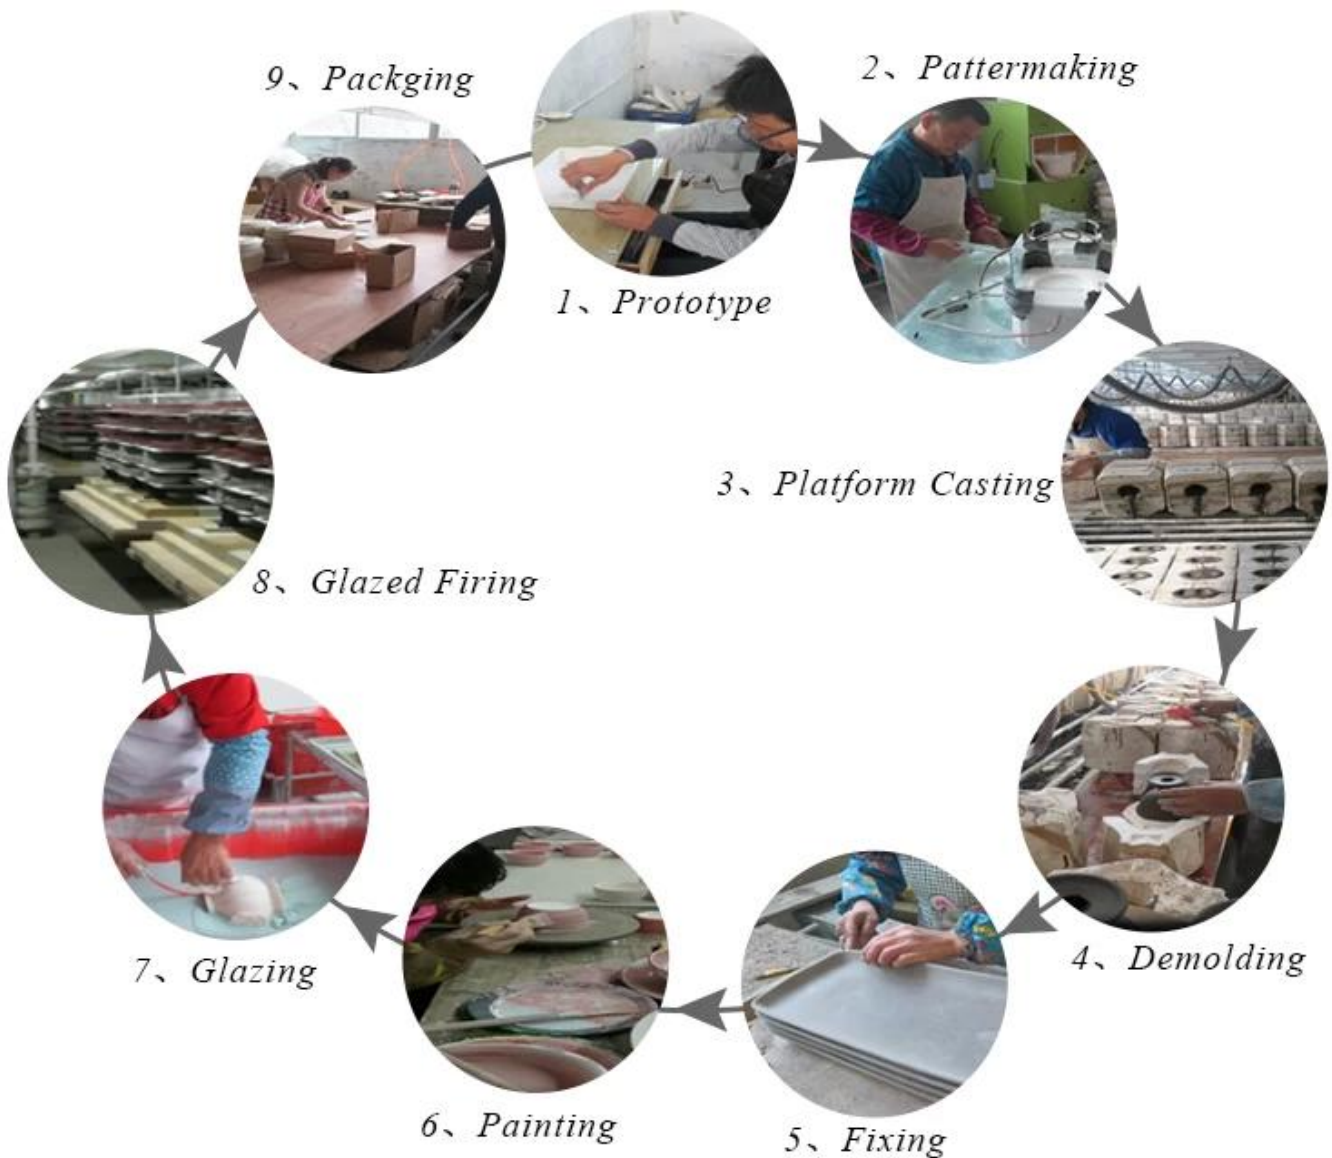 1、Prototype
2、Pattermaking
3、Platform Casting
4、Demolding
5、Fixing
6、Painting
7、Glazing
8、Glazed Firing
9、Packging